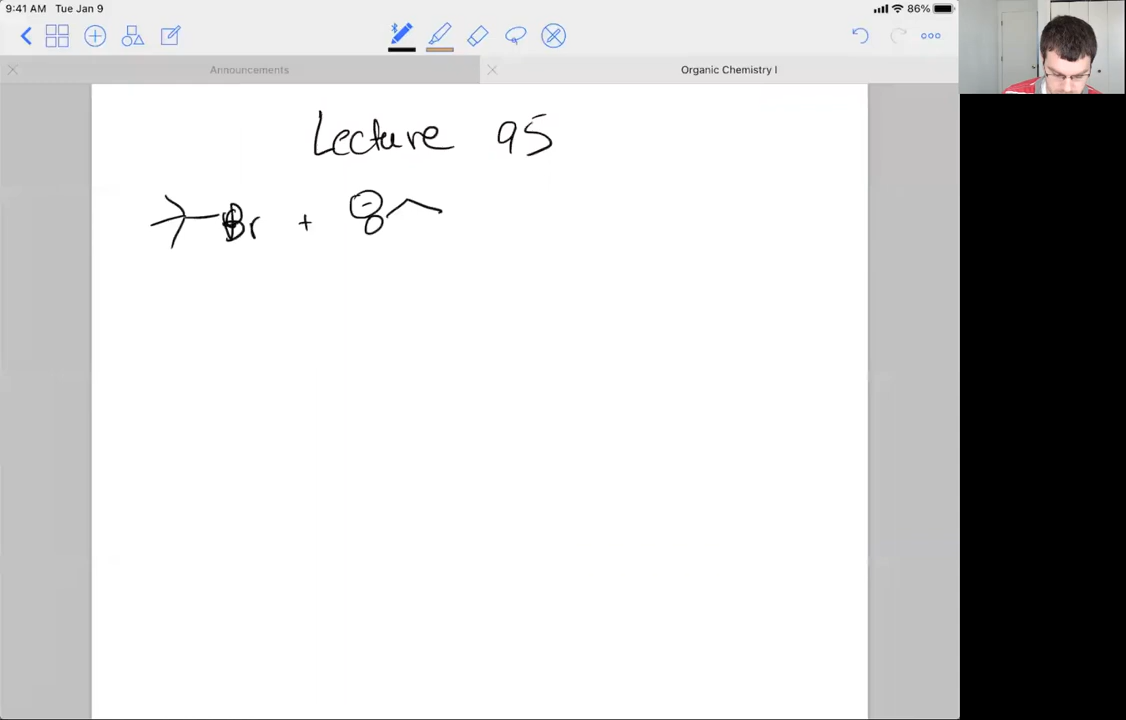 9:41 AM Tue Jan 9
86%
Announcements
Organic Chemistry I
Lecture 95
Br + O